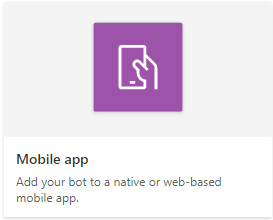 Mobile app
Add your bot to a native or web-based
mobile app.